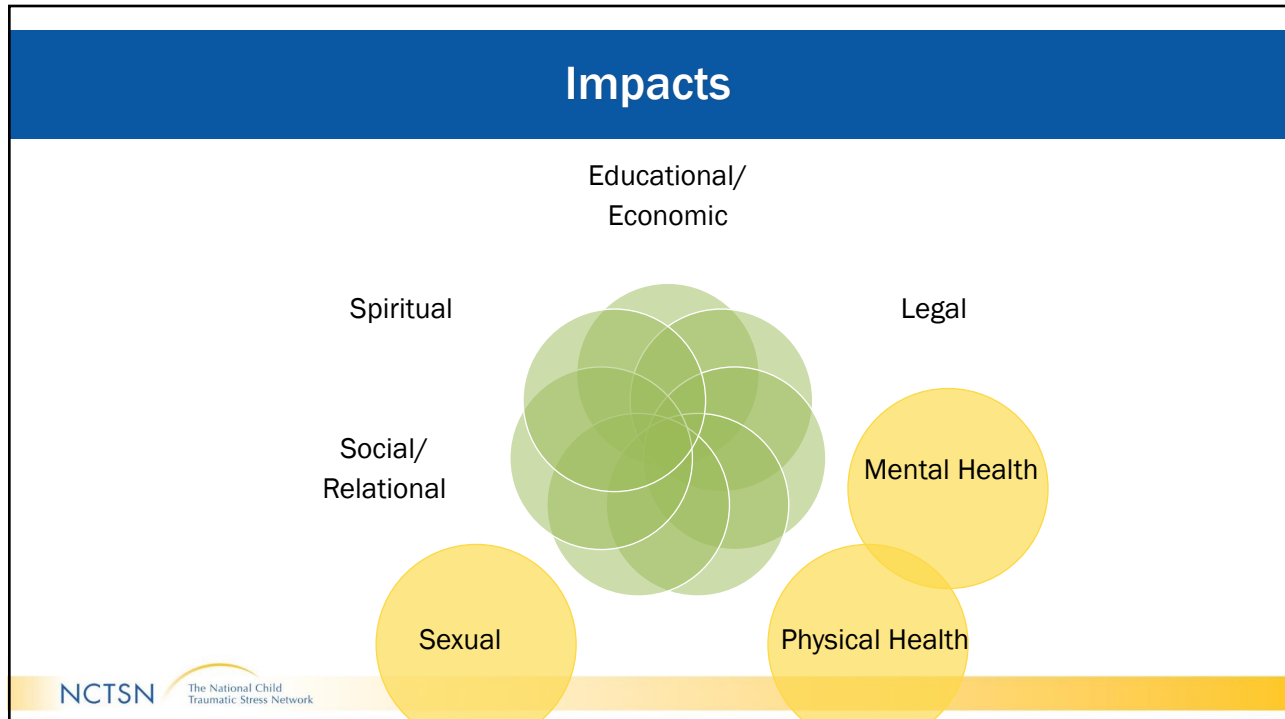 Impacts
Educational/
Economic
Spiritual
Legal
Social/
Relational
Mental Health
Sexual
Physical Health
NCTSN
The National Child
Traumatic Stress Network